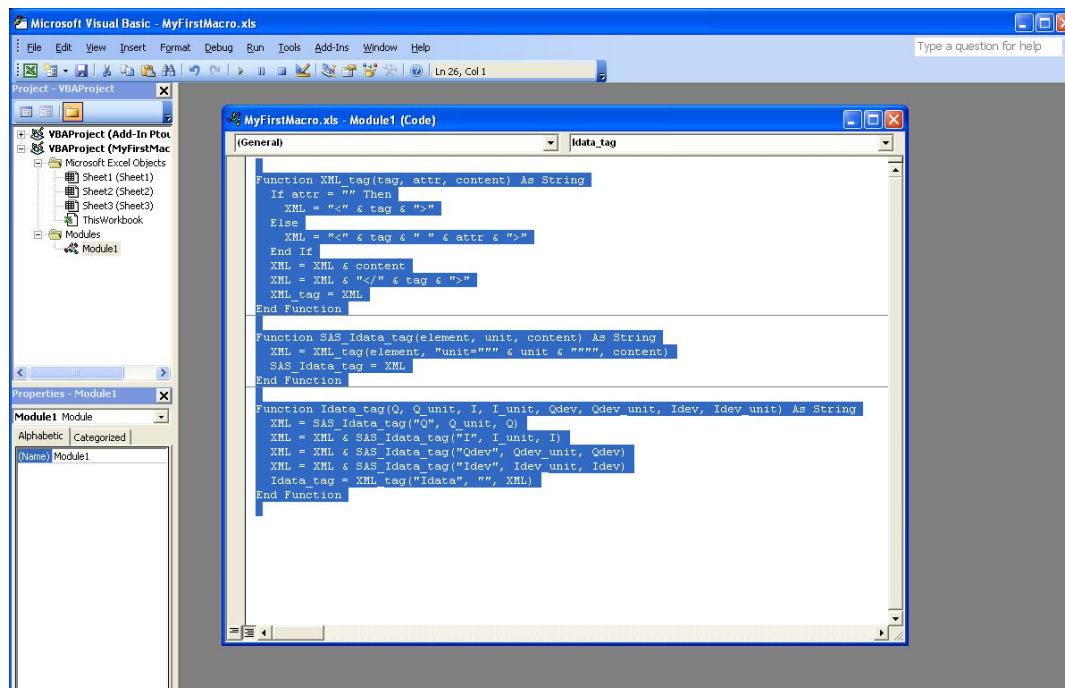 Microsoft Visual Basic - MyFirstMacro.xls
File Edit View Insert Format Debug Run Tools Add-Ins Window Help
Type a question for help
Ln 26, Col 1
Project - VBAProject
VBAProject (Add-In Ptou
VBAProject (MyFirstMac
Microsoft Excel Objects
Sheet1 (Sheet1)
Sheet2 (Sheet2)
Sheet3 (Sheet3)
ThisWorkbook
Modules
Module1
Properties - Module1
Module1 Module
Alphabetic Categorized
(Name) Module1
MyFirstMacro.xls - Module1 (Code)
(General) Idata_tag
Function XML_tag(tag, attr, content) As String
If attr = "" Then
XML = "<" & tag & ">"
Else
XML = "<" & tag & " " & attr & ">"
End If
XML = XML & content
XML = XML & "</" & tag & ">"
XML_tag = XML
End Function
Function SAS_Idata_tag(element, unit, content) As String
XML = XML_tag(element, "unit=""" & unit & """", content)
SAS_Idata_tag = XML
End Function
Function Idata_tag(Q, Q_unit, I, I_unit, Qdev, Qdev_unit, Idev, Idev_unit) As String
XML = SAS_Idata_tag("Q", Q_unit, Q)
XML = XML & SAS_Idata_tag("I", I_unit, I)
XML = XML & SAS_Idata_tag("Qdev", Qdev_unit, Qdev)
XML = XML & SAS_Idata_tag("Idev", Idev_unit, Idev)
Idata_tag = XML_tag("Idata", "", XML)
End Function